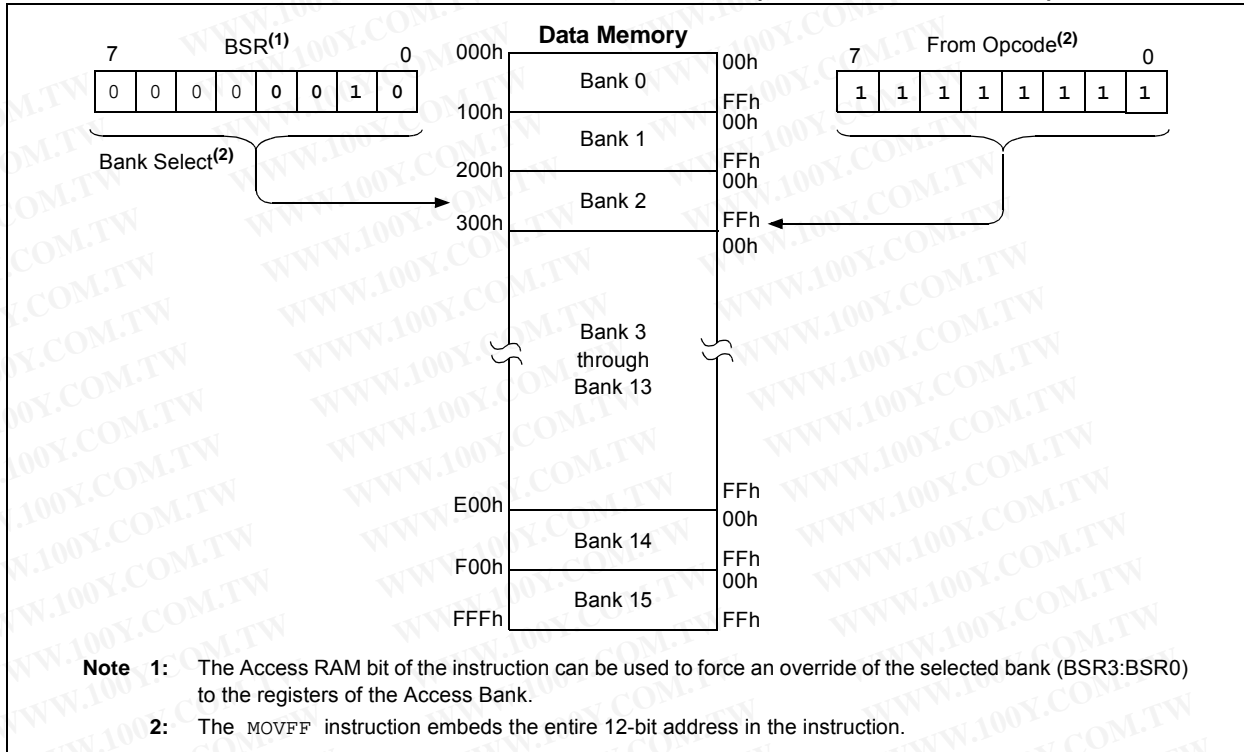 7 BSR(1) 0
0 0 0 0 0 0 1 0
Bank Select(2)
Data Memory
000h
Bank 0
00h
FFh
100h
Bank 1
00h
FFh
200h
Bank 2
00h
FFh
300h
Bank 3
through
Bank 13
00h
FFh
E00h
Bank 14
00h
FFh
F00h
Bank 15
00h
FFh
FFFh
7 From Opcode(2) 0
1 1 1 1 1 1 1 1
Note 1: The Access RAM bit of the instruction can be used to force an override of the selected bank (BSR3:BSR0)
to the registers of the Access Bank.
2: The MOVFF instruction embeds the entire 12-bit address in the instruction.
WWW.100Y.COM.TW